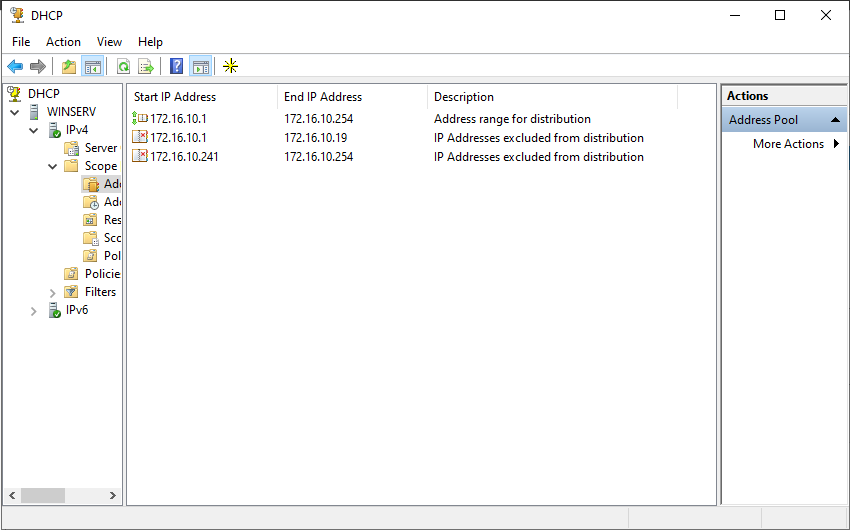 DHCP
File Action View Help
DHCP
WINSERV
IPv4
Server
Scope
Add
Add
Res
Sco
Pol
Policie
Filters
IPv6
Start IP Address End IP Address Description
172.16.10.1 172.16.10.254 Address range for distribution
172.16.10.1 172.16.10.19 IP Addresses excluded from distribution
172.16.10.241 172.16.10.254 IP Addresses excluded from distribution
Actions
Address Pool
More Actions